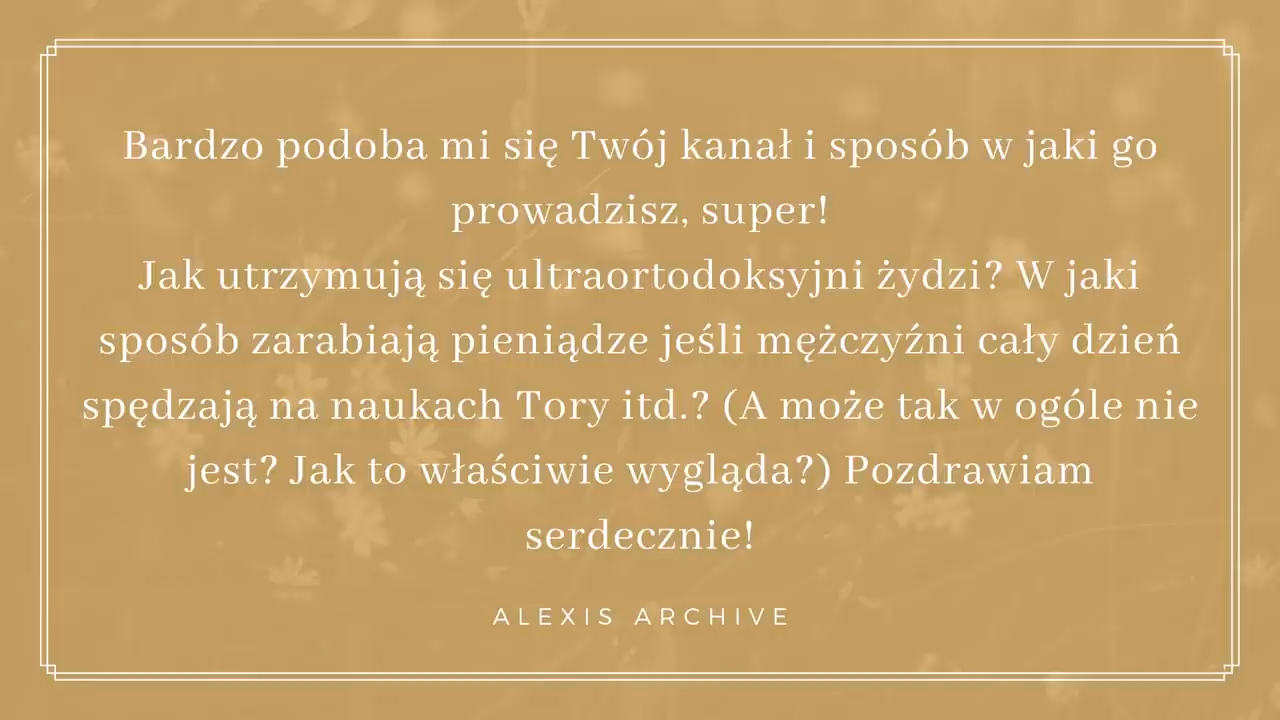 Bardzo podoba mi się Twój kanał i sposób w jaki go
prowadzisz, super!
Jak utrzymują się ultraortodoksyjni żydzi? W jaki
sposób zarabiają pieniądze jeśli mężczyźni cały dzień
spędzają na naukach Tory itd.? (A może tak w ogóle nie
jest? Jak to właściwie wygląda?) Pozdrawiam
serdecznie!
ALEXIS ARCHIVE